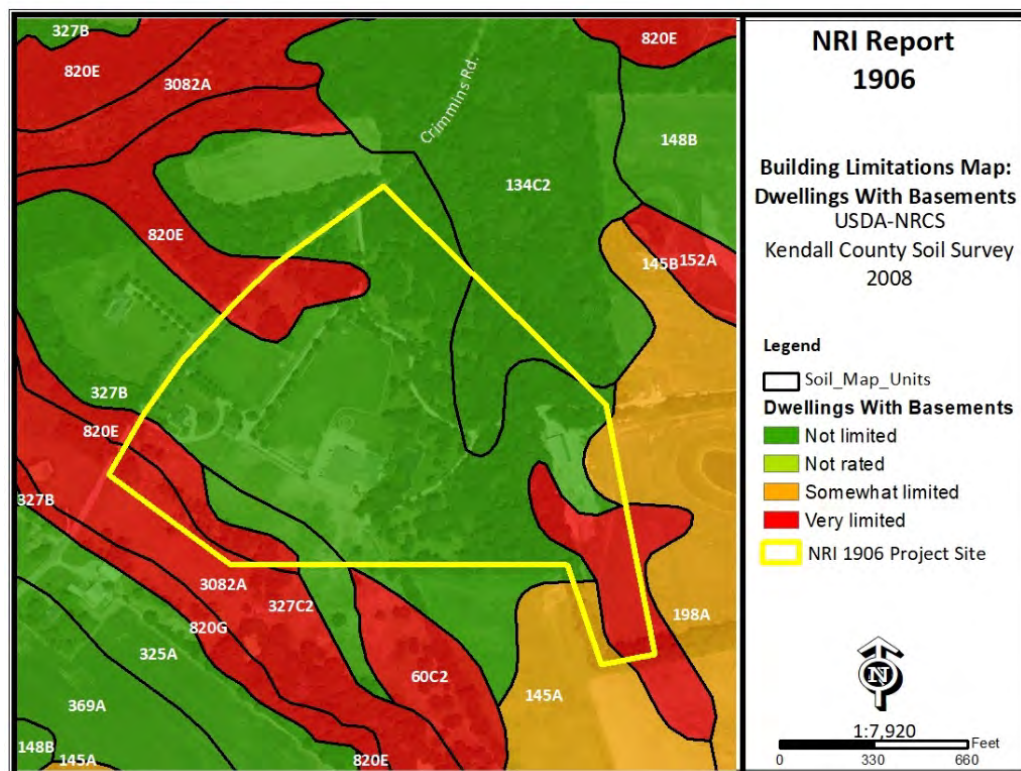 NRI Report
1906
Building Limitations Map:
Dwellings With Basements
USDA-NRCS
Kendall County Soil Survey
2008
Legend
Soil_Map_Units
Dwellings With Basements
Not limited
Not rated
Somewhat limited
Very limited
NRI 1906 Project Site
N
1:7,920
Feet
0 330 660
327B
820E
820E
3082A
Crimmins Rd.
148B
134C2
820E
145B
152A
327B
820E
327B
3082A
327C2
820G
198A
325A
60C2
145A
369A
148B
820E
145A